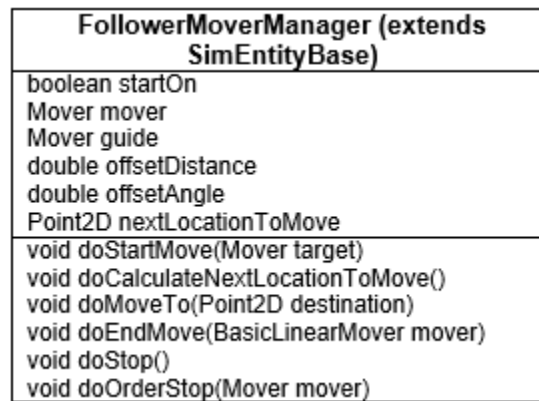 FollowerMoverManager (extends
SimEntityBase)
boolean startOn
Mover mover
Mover guide
double offsetDistance
double offsetAngle
Point2D nextLocationToMove
void doStartMove(Mover target)
void doCalculateNextLocationToMove()
void doMoveTo(Point2D destination)
void doEndMove(BasicLinearMover mover)
void doStop()
void doOrderStop(Mover mover)